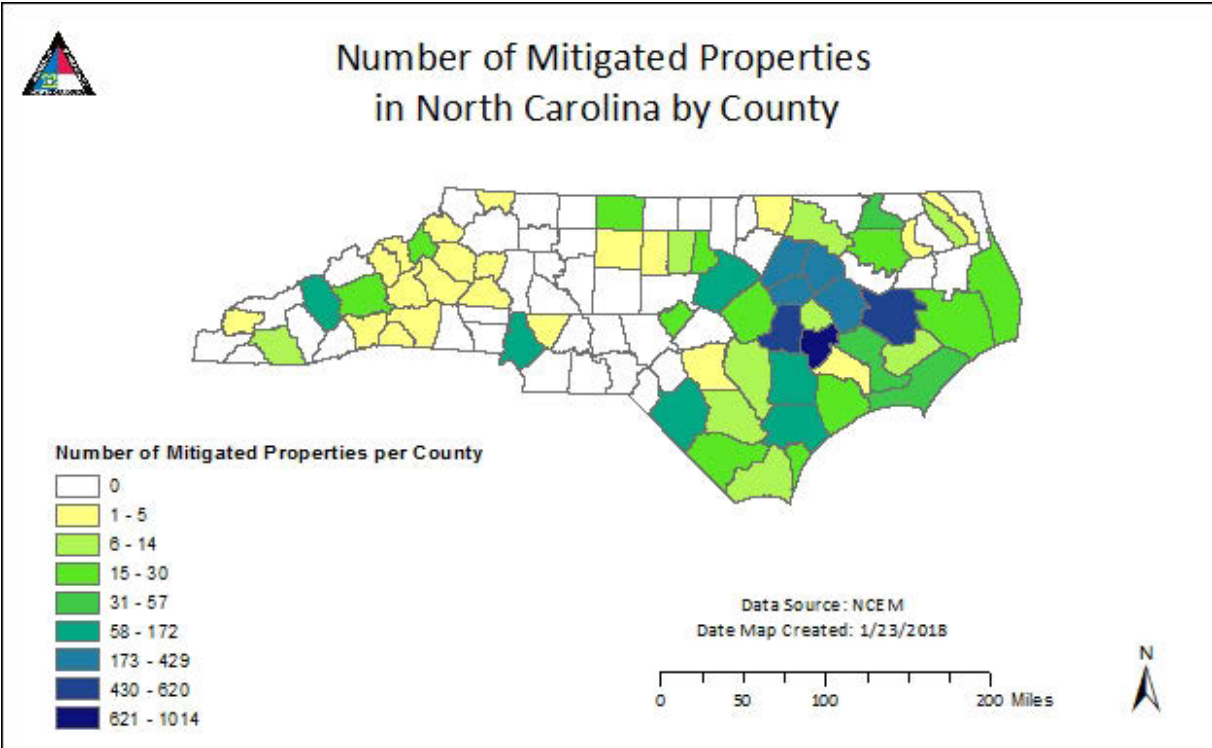 Number of Mitigated Properties
in North Carolina by County
Number of Mitigated Properties per County
0
1 - 5
6 - 14
15 - 30
31 - 57
58 - 172
173 - 429
430 - 620
621 - 1014
Data Source: NCEM
Date Map Created: 1/23/2018
N
0 50 100 200 Miles